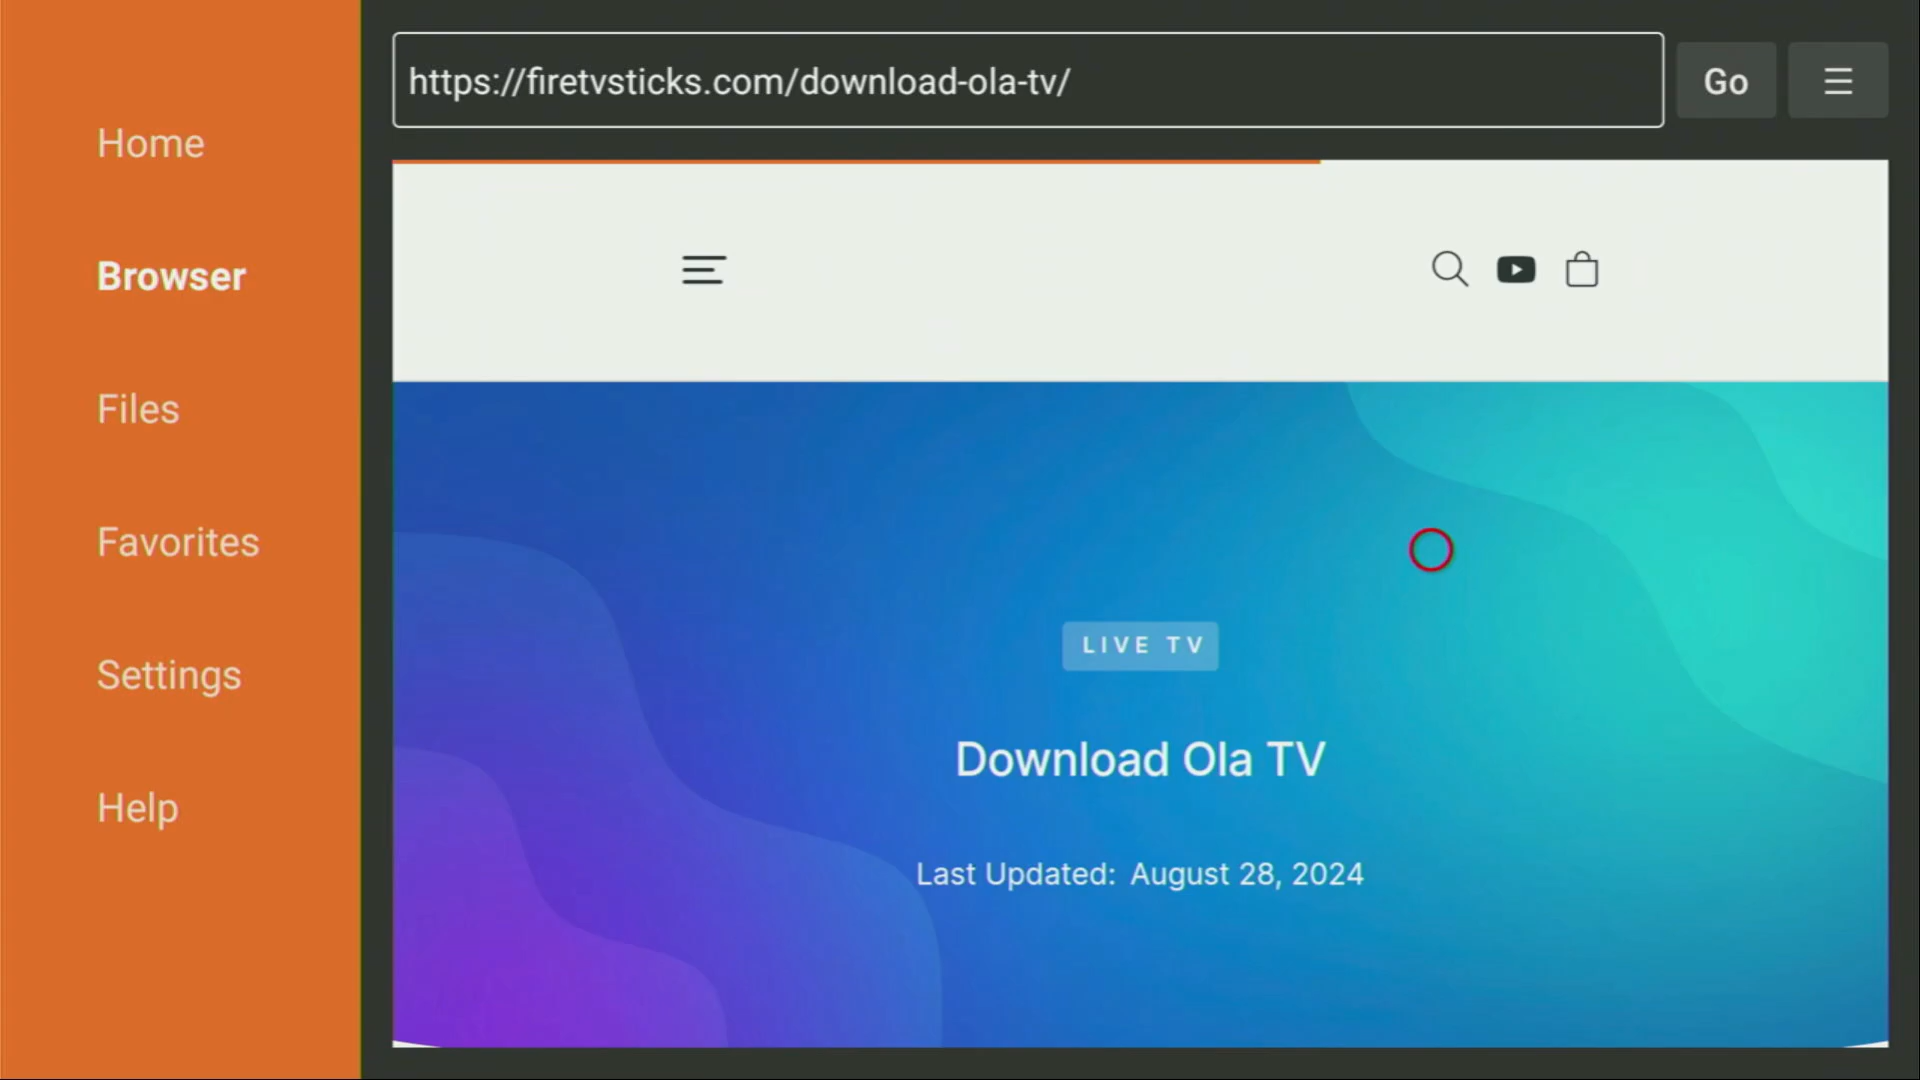 Home
Browser
Files
Favorites
Settings
Help
https://firetvsticks.com/download-ola-tv/
Go
LIVE TV
Download Ola TV
Last Updated: August 28, 2024